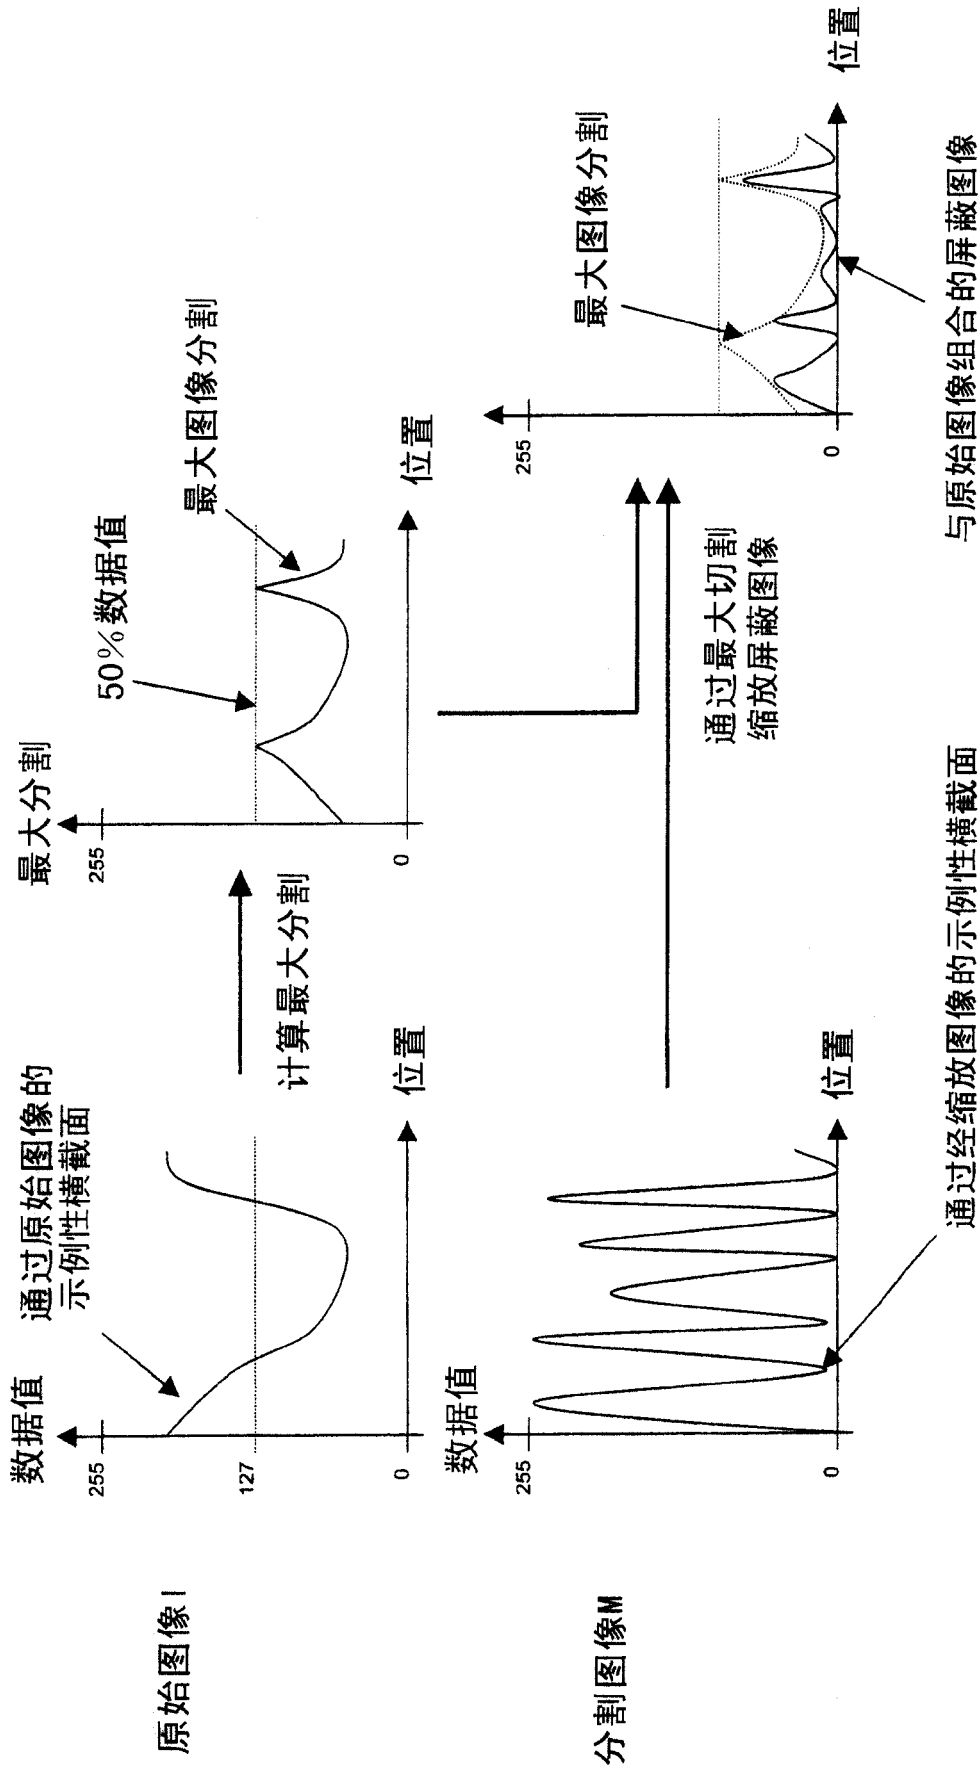 原始图像I
数据值
通过原始图像的
示例性横截面
255
127
0
位置
计算最大分割
最大分割
255
0
50%数据值
最大图像分割
位置
分割图像M
数据值
255
0
位置
通过经缩放图像的示例性横截面
通过最大切割
缩放屏蔽图像
255
0
最大图像分割
位置
与原始图像组合的屏蔽图像